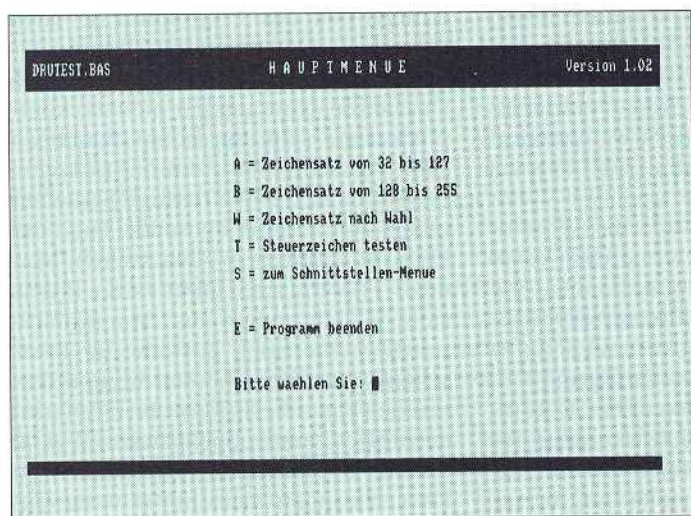 DRUTEST.BAS H A U P T M E N U E Version 1.02
A = Zeichensatz von 32 bis 127
B = Zeichensatz von 128 bis 255
W = Zeichensatz nach Wahl
T = Steuerzeichen testen
S = zum Schnittstellen-Menue
E = Programm beenden
Bitte waehlen Sie: